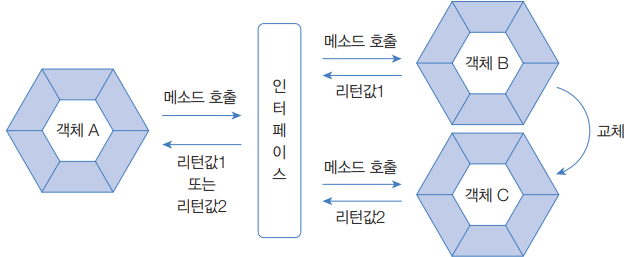 객체 A
메소드 호출
리턴값1
또는
리턴값2
인터페이스
메소드 호출
리턴값1
객체 B
교체
메소드 호출
리턴값2
객체 C